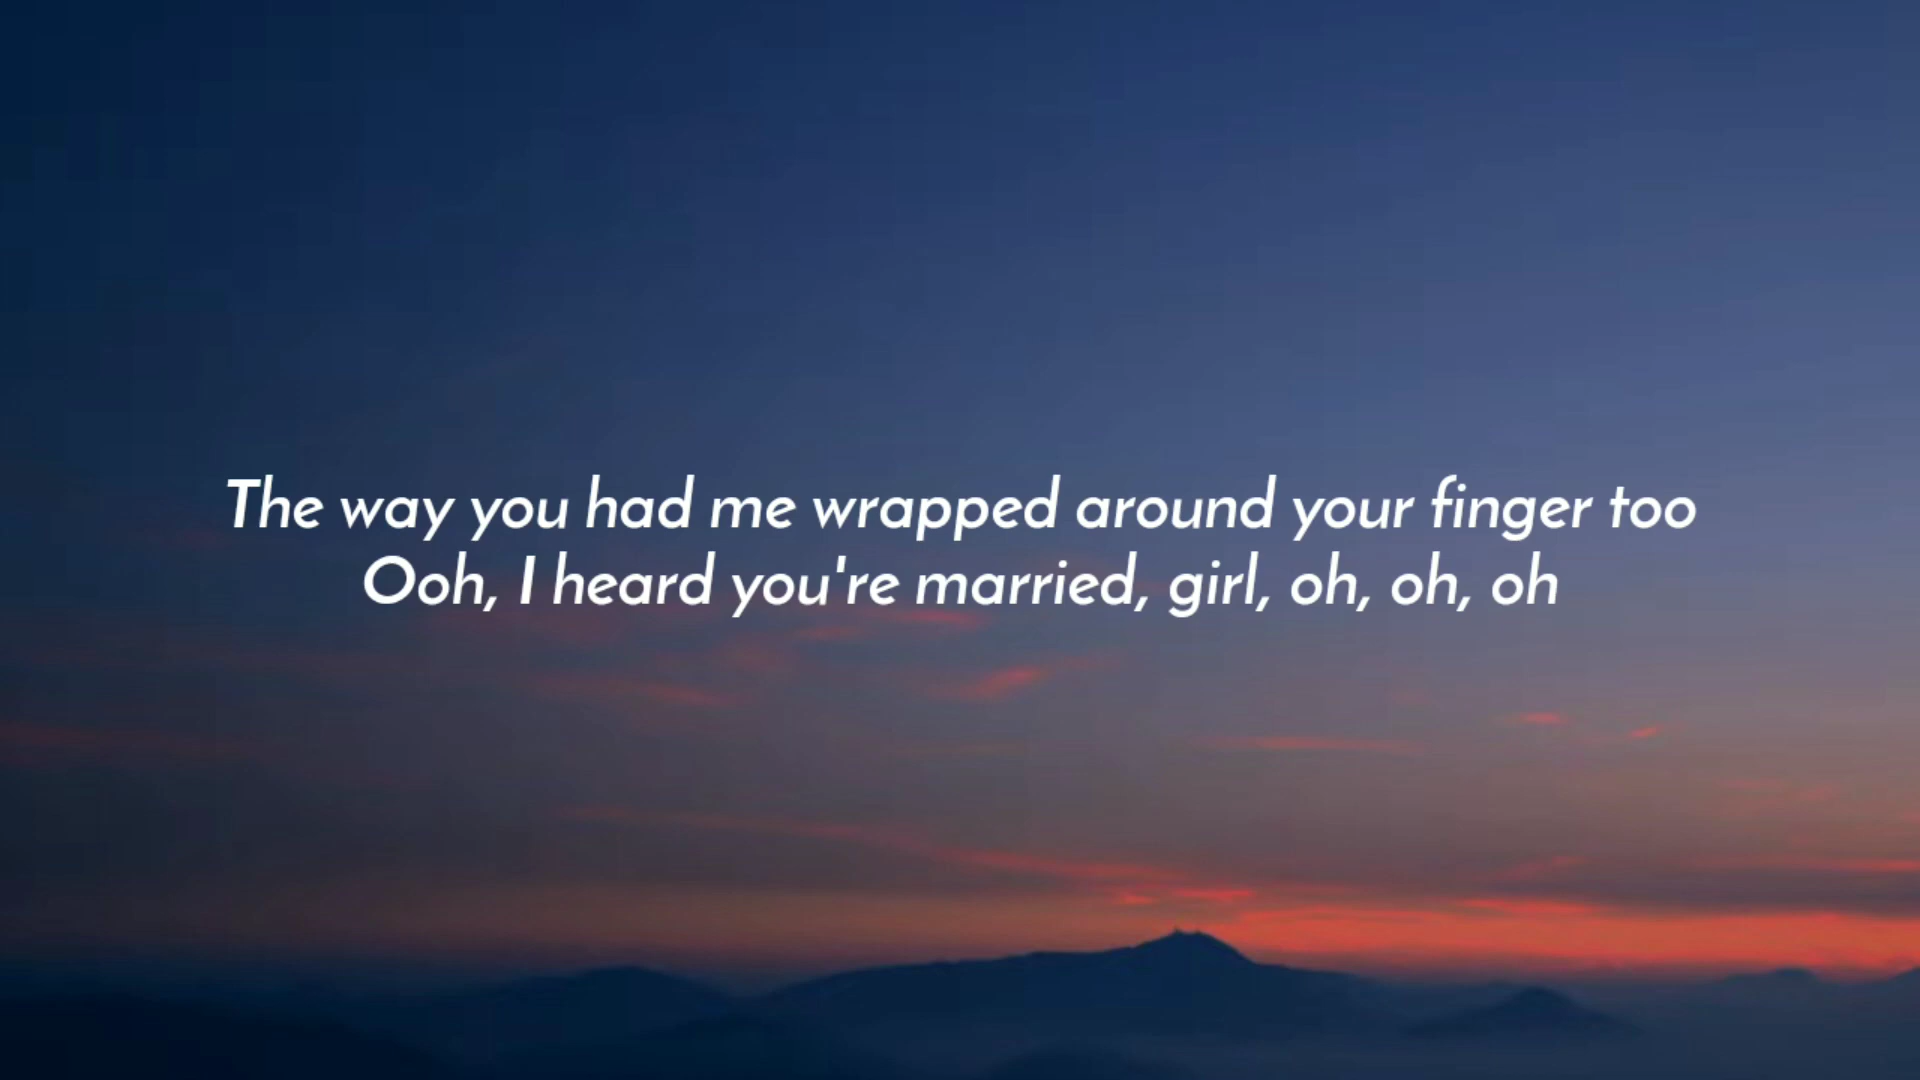 The way you had me wrapped around your finger too
Ooh, I heard you're married, girl, oh, oh, oh